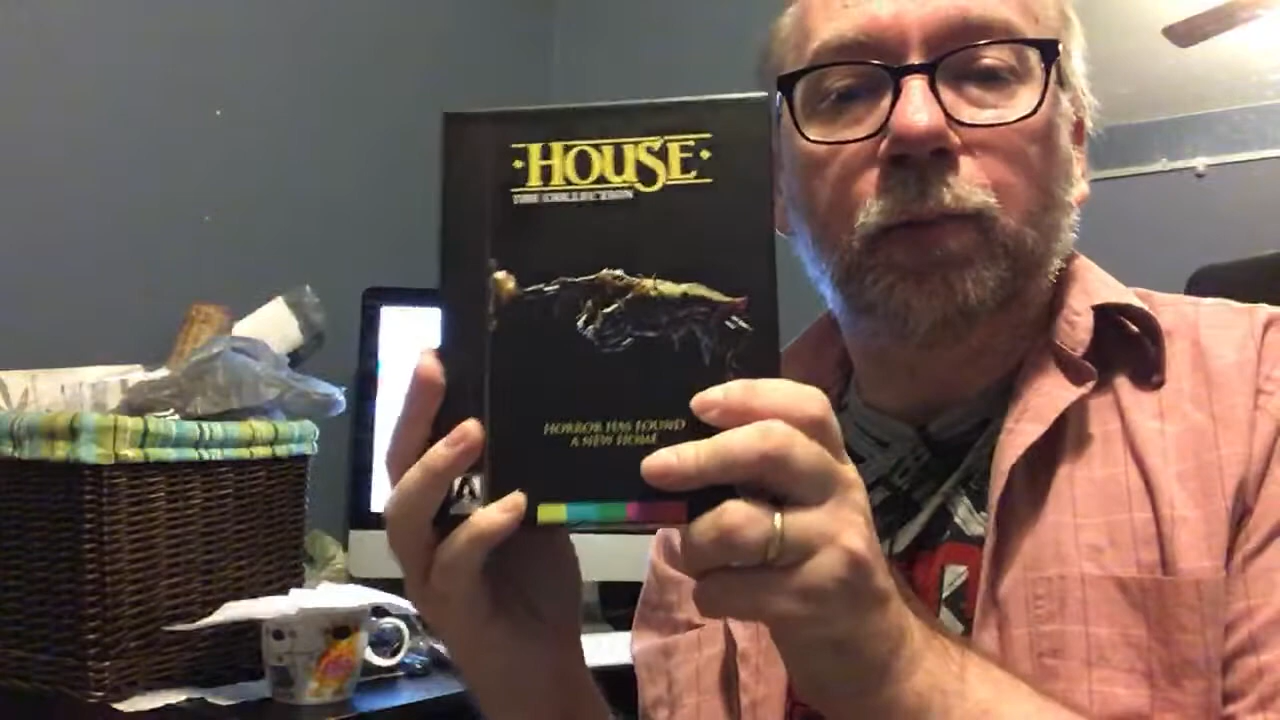 ·HOUSE·
THE COLLECTION
HORROR HAS FOUND
A NEW HOME